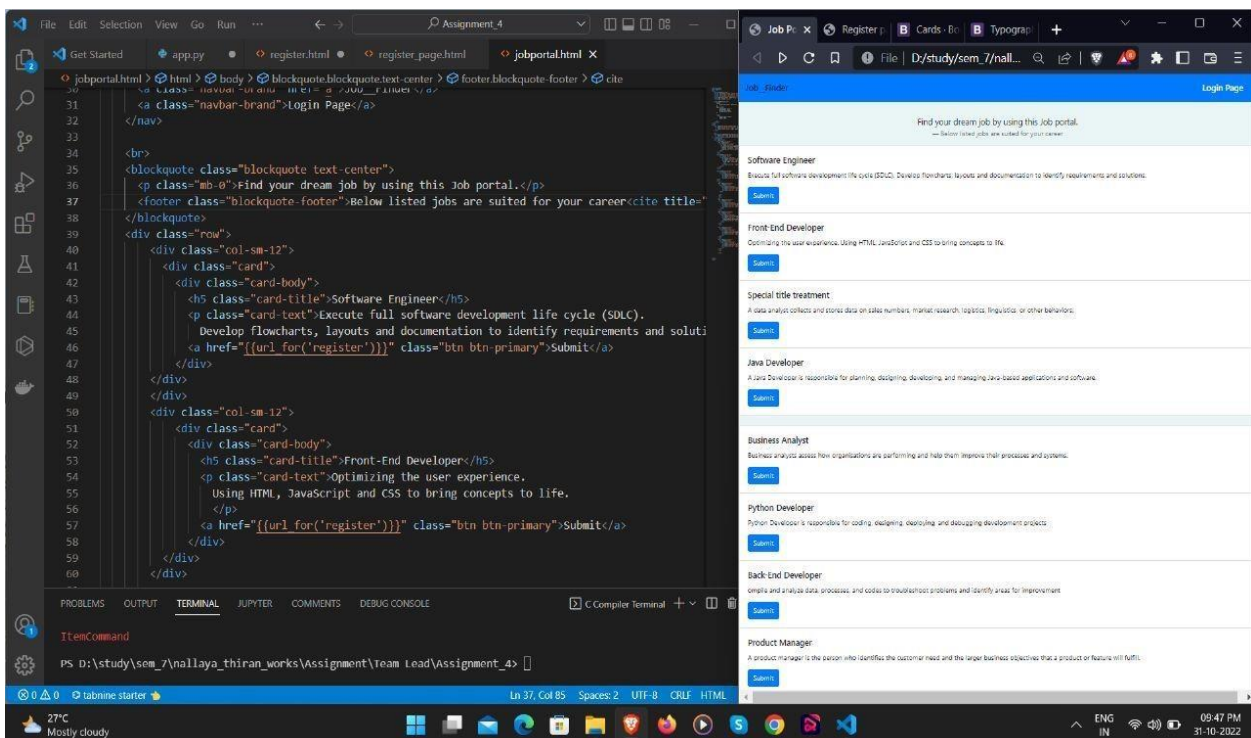 File Edit Selection View Go Run ··· ← → Assignment_4
Get Started app.py ● register.html ● register_page.html jobportal.html ×
jobportal.html > html > body > blockquote.blockquote.text-center > footer.blockquote-footer > cite
31 <a class="navbar-brand">Login Page</a>
32 </nav>
33
34 <br>
35 <blockquote class="blockquote text-center">
36 <p class="mb-0">Find your dream job by using this Job portal.</p>
37 <footer class="blockquote-footer">Below listed jobs are suited for your career<cite title="
38 </blockquote>
39 <div class="row">
40 <div class="col-sm-12">
41 <div class="card">
42 <div class="card-body">
43 <h5 class="card-title">Software Engineer</h5>
44 <p class="card-text">Execute full software development life cycle (SDLC).
45 Develop flowcharts, layouts and documentation to identify requirements and soluti
46 <a href="{{url_for('register')}}" class="btn btn-primary">Submit</a>
47 </div>
48 </div>
49 </div>
50 <div class="col-sm-12">
51 <div class="card">
52 <div class="card-body">
53 <h5 class="card-title">Front-End Developer</h5>
54 <p class="card-text">Optimizing the user experience.
55 Using HTML, JavaScript and CSS to bring concepts to life.
56 </p>
57 <a href="{{url_for('register')}}" class="btn btn-primary">Submit</a>
58 </div>
59 </div>
60 </div>
PROBLEMS OUTPUT TERMINAL JUPYTER COMMENTS DEBUG CONSOLE C Compiler Terminal
ItemCommand
PS D:\study\sem_7\nallaya_thiran_works\Assignment\Team Lead\Assignment_4>
0 0 tabnine starter Ln 37, Col 85 Spaces: 2 UTF-8 CRLF HTML
Job Po × Register p B Cards · Bo B Typograp +
File D:/study/sem_7/nall...
Job_Finder Login Page
Find your dream job by using this Job portal.
— Below listed jobs are suited for your career
Software Engineer
Execute full software development life cycle (SDLC). Develop flowcharts, layouts and documentation to identify requirements and solutions.
Submit
Front-End Developer
Optimizing the user experience. Using HTML, JavaScript and CSS to bring concepts to life.
Submit
Special title treatment
A data analyst collects and stores data on sales numbers, market research, logistics, linguistics, or other behaviors.
Submit
Java Developer
A Java Developer is responsible for planning, designing, developing, and managing Java-based applications and software.
Submit
Business Analyst
Business analysts assess how organisations are performing and help them improve their processes and systems.
Submit
Python Developer
Python Developer is responsible for coding, designing, deploying, and debugging development projects
Submit
Back-End Developer
ompile and analyze data, processes, and codes to troubleshoot problems and identify areas for improvement
Submit
Product Manager
A product manager is the person who identifies the customer need and the larger business objectives that a product or feature will fulfill.
Submit
27°C
Mostly cloudy
ENG
IN
09:47 PM
31-10-2022